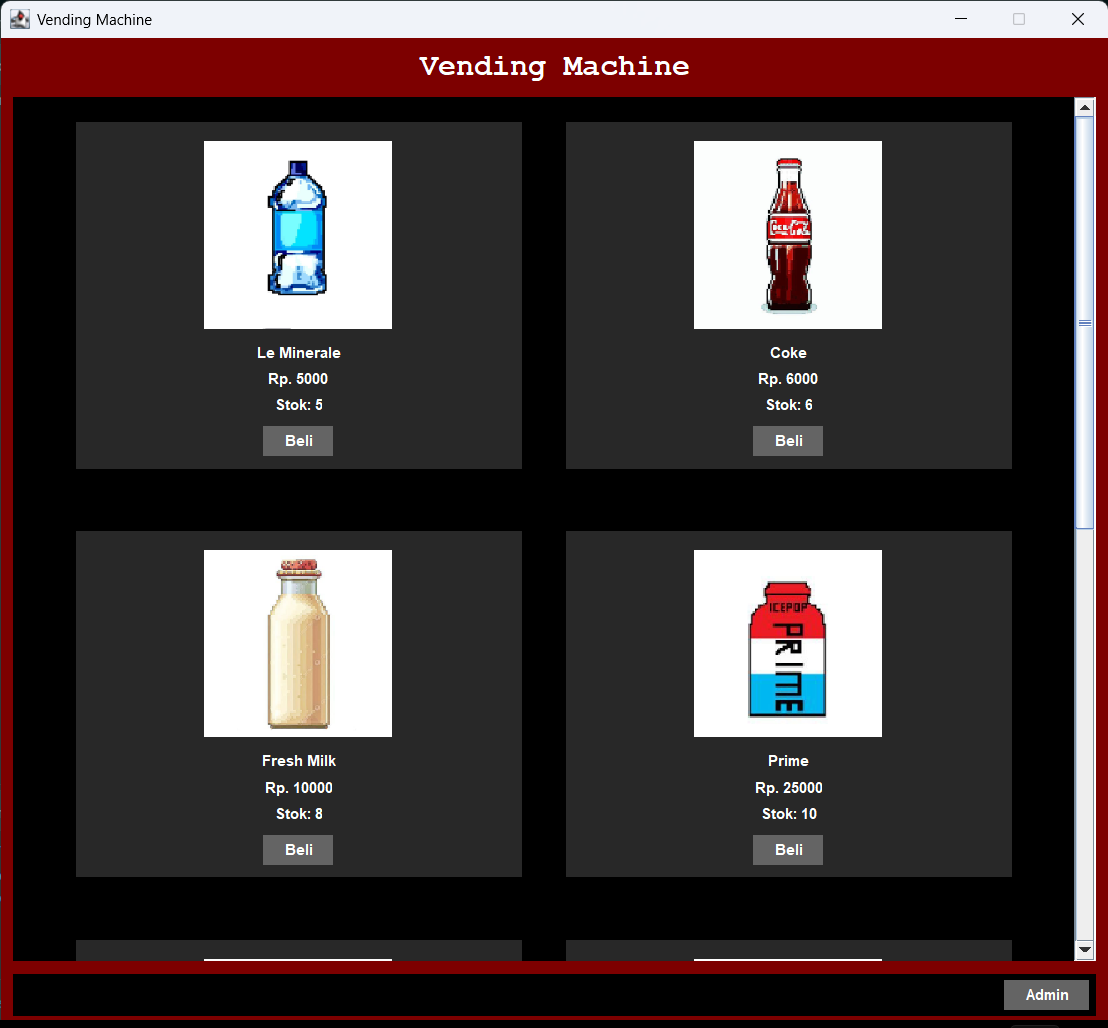 Vending Machine
Vending Machine
Le Minerale
Rp. 5000
Stok: 5
Beli
Coke
Rp. 6000
Stok: 6
Beli
Fresh Milk
Rp. 10000
Stok: 8
Beli
ICEPOP
PRIME
Prime
Rp. 25000
Stok: 10
Beli
Admin